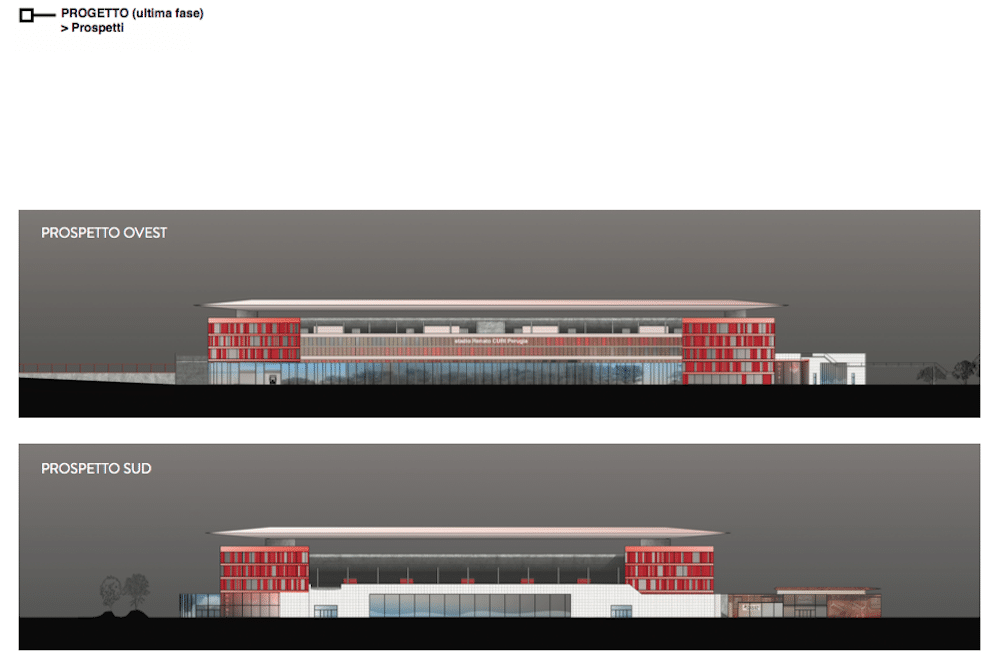 PROGETTO (ultima fase)
> Prospetti
PROSPETTO OVEST
stadio Renato CURI Perugia
PROSPETTO SUD